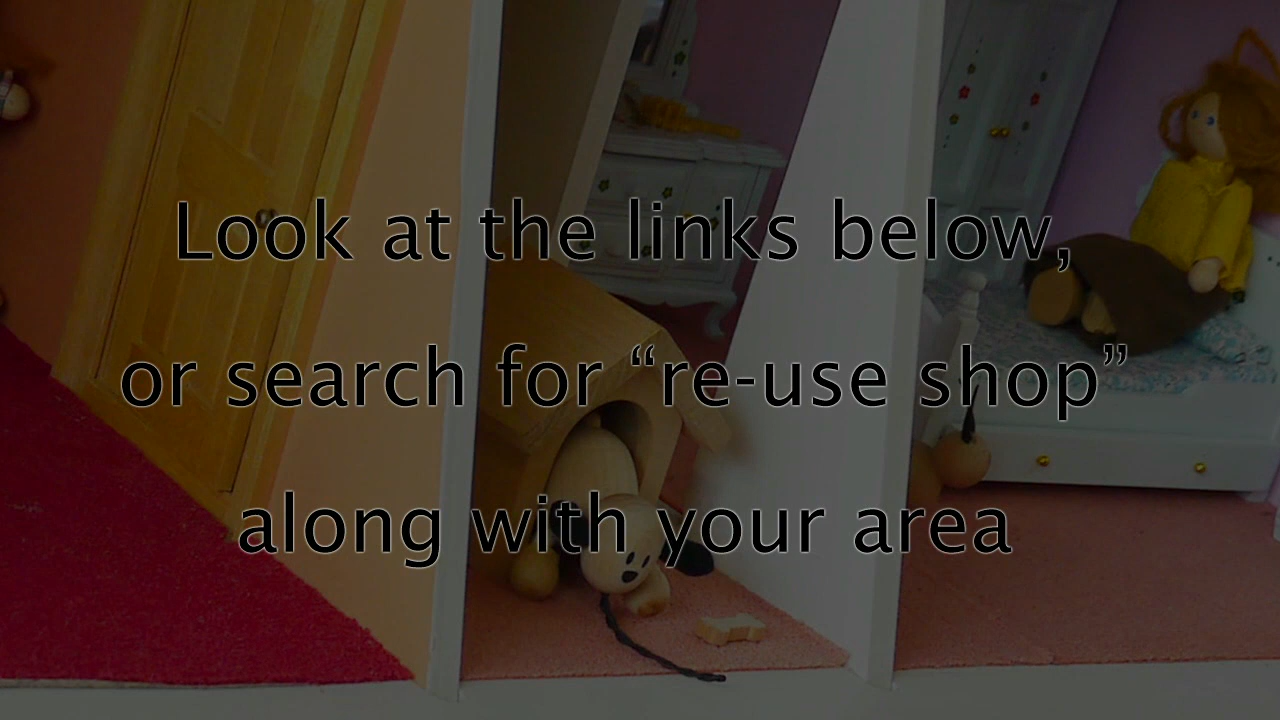 Look at the links below,
or search for “re-use shop”
along with your area